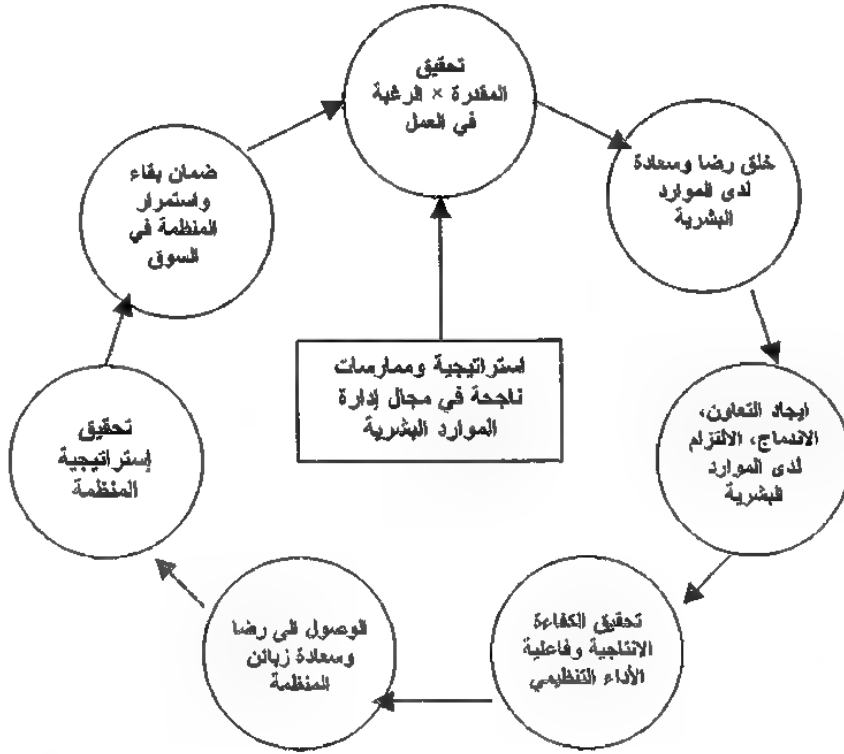 تحقيق
المقدرة × الرغبة
في العمل
خلق رضا وسعادة
لدى الموارد
البشرية
ايجاد التعاون،
الاندماج، الالتزام
لدى الموارد
البشرية
تحقيق الكفاءة
الانتاجية وفاعلية
الأداء التنظيمي
الوصول الى رضا
وسعادة زبائن
المنظمة
تحقيق
إستراتيجية
المنظمة
ضمان بقاء
واستمرار
المنظمة في
السوق
استراتيجية وممارسات
ناجحة في مجال إدارة
الموارد البشرية